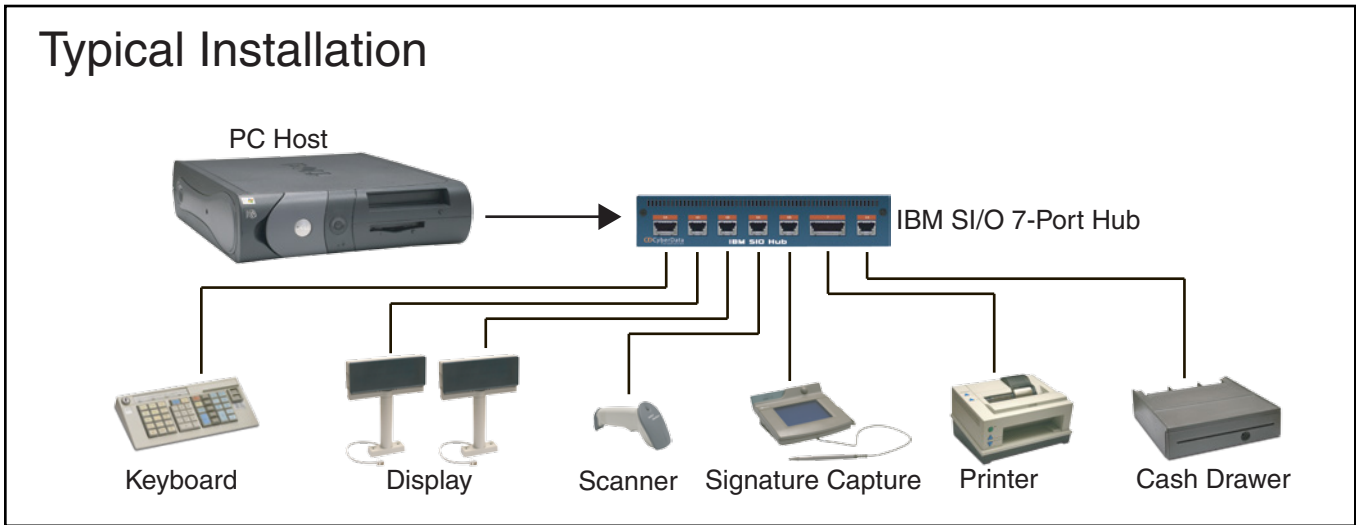 Typical Installation
PC Host
IBM SI/O 7-Port Hub
CyberData
IBM SIO Hub
Keyboard
Display
Scanner
Signature Capture
Printer
Cash Drawer